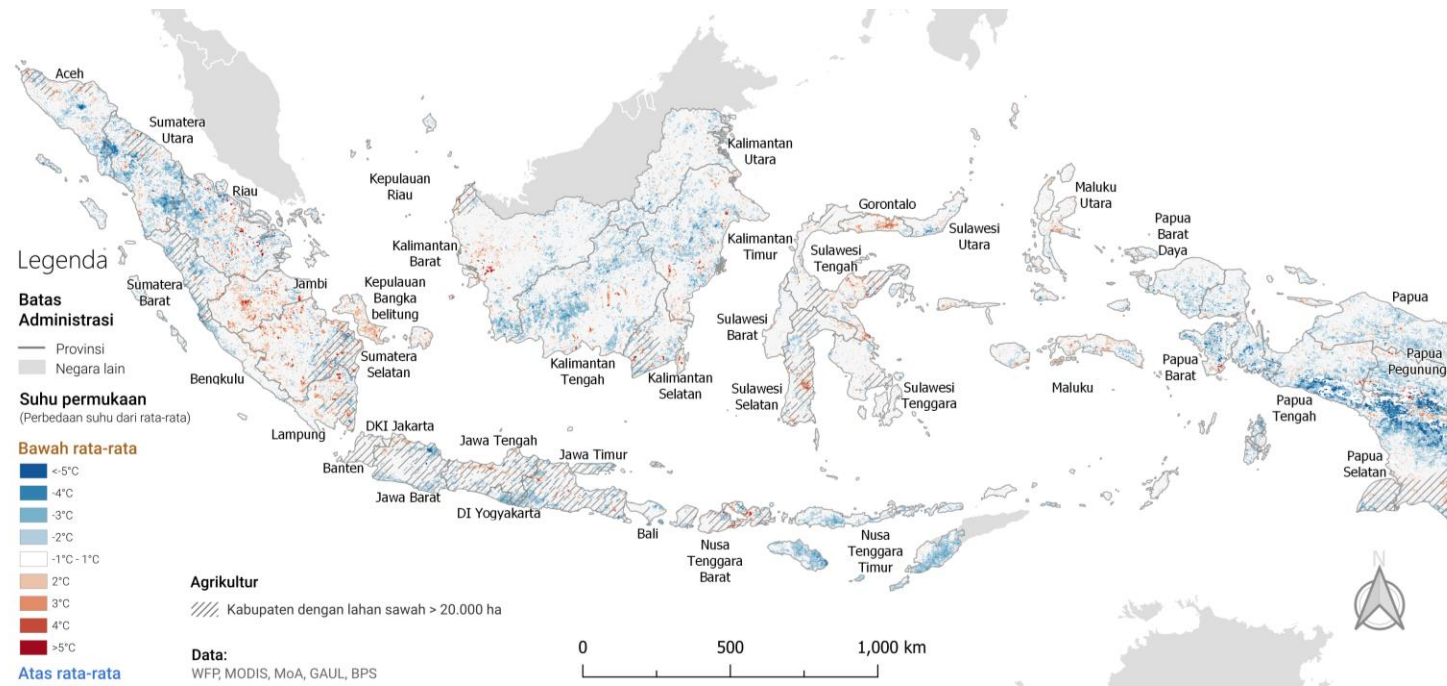 Aceh
Sumatera
Utara
Riau
Kepulauan
Riau
Kalimantan
Utara
Kalimantan
Barat
Kalimantan
Timur
Gorontalo
Sulawesi
Utara
Sulawesi
Tengah
Maluku
Utara
Papua
Barat
Daya
Papua
Papua
Pegunung
Sumatera
Barat
Jambi
Kepulauan
Bangka
belitung
Sulawesi
Barat
Bengkulu
Sumatera
Selatan
Kalimantan
Tengah
Kalimantan
Selatan
Sulawesi
Selatan
Sulawesi
Tenggara
Maluku
Papua
Barat
Papua
Tengah
Papua
Selatan
Lampung
DKI Jakarta
Banten
Jawa Barat
Jawa Tengah
DI Yogyakarta
Jawa Timur
Bali
Nusa
Tenggara
Barat
Nusa
Tenggara
Timur
Legenda
Batas
Administrasi
Provinsi
Negara lain
Suhu permukaan
(Perbedaan suhu dari rata-rata)
Bawah rata-rata
<-5°C
-4°C
-3°C
-2°C
-1°C - 1°C
2°C
3°C
4°C
>5°C
Atas rata-rata
Agrikultur
Kabupaten dengan lahan sawah > 20.000 ha
Data:
WFP, MODIS, MoA, GAUL, BPS
0 500 1,000 km
N